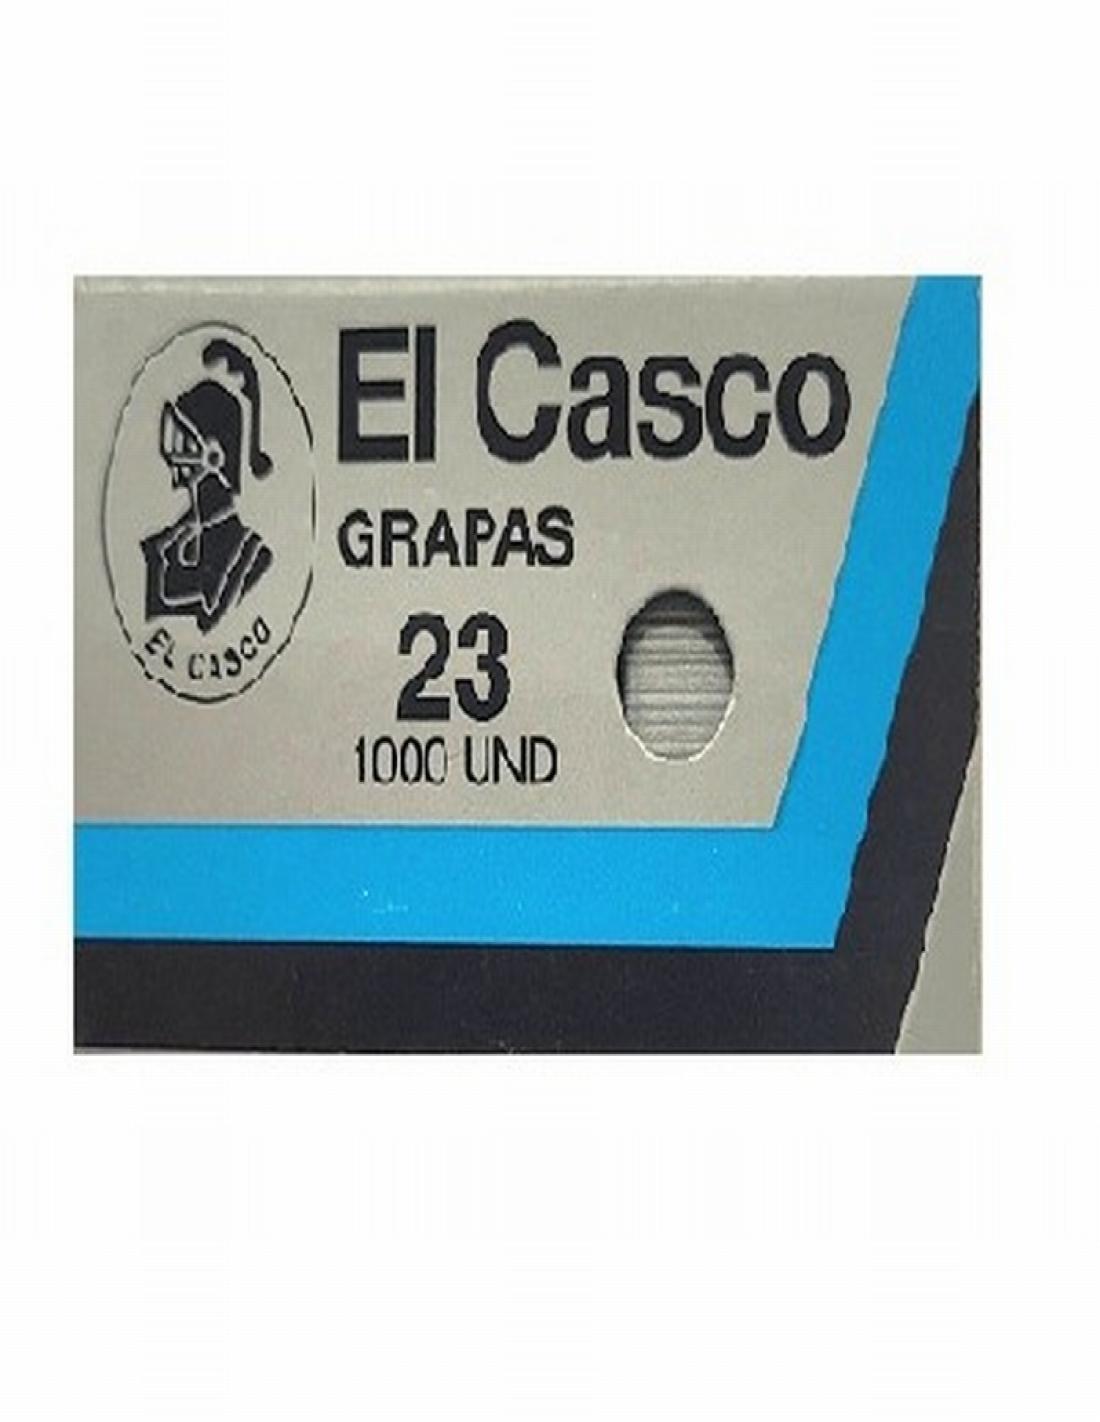 El Casco
GRAPAS
23
1000 UND
EL CASCO